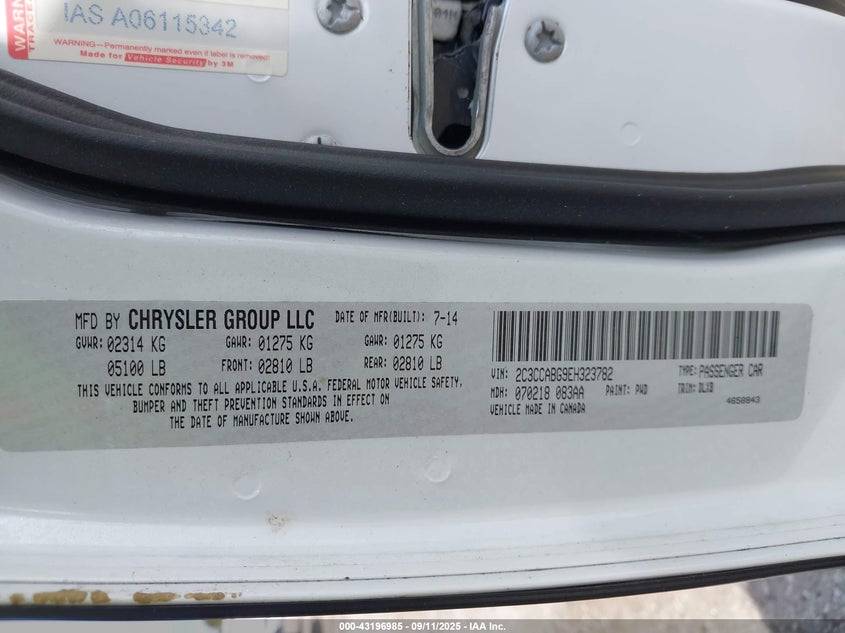 WARN
TRACE
IAS A06115342
WARNING—Permanently marked even if label is removed!
Made for Vehicle Security by 3M
01H
MFD BY CHRYSLER GROUP LLC DATE OF MFR(BUILT): 7-14
GVWR: 02314 KG GAWR: 01275 KG GAWR: 01275 KG
05100 LB FRONT: 02810 LB REAR: 02810 LB
THIS VEHICLE CONFORMS TO ALL APPLICABLE U.S.A. FEDERAL MOTOR VEHICLE SAFETY,
BUMPER AND THEFT PREVENTION STANDARDS IN EFFECT ON
THE DATE OF MANUFACTURE SHOWN ABOVE.
VIN: 2C3CCABG9EH323782 TYPE: PASSENGER CAR
MDH: 070218 083AA PAINT: PWD TRIM: DLX8
VEHICLE MADE IN CANADA 4658843
000-43196985 - 09/11/2025 - IAA Inc.